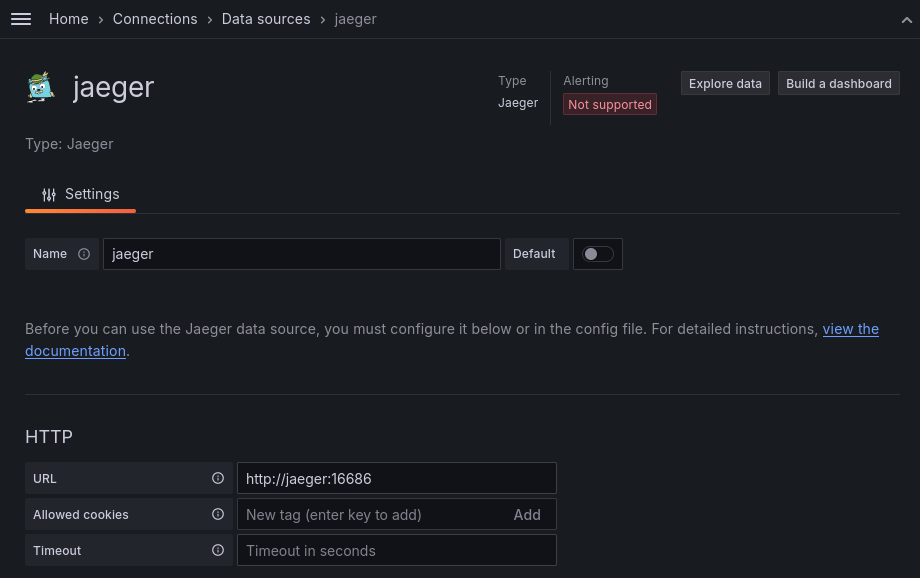 Home › Connections › Data sources › jaeger
jaeger
Type
Jaeger
Alerting
Not supported
Explore data
Build a dashboard
Type: Jaeger
Settings
Name
jaeger
Default
Before you can use the Jaeger data source, you must configure it below or in the config file. For detailed instructions, view the
documentation.
HTTP
URL
http://jaeger:16686
Allowed cookies
New tag (enter key to add)
Add
Timeout
Timeout in seconds